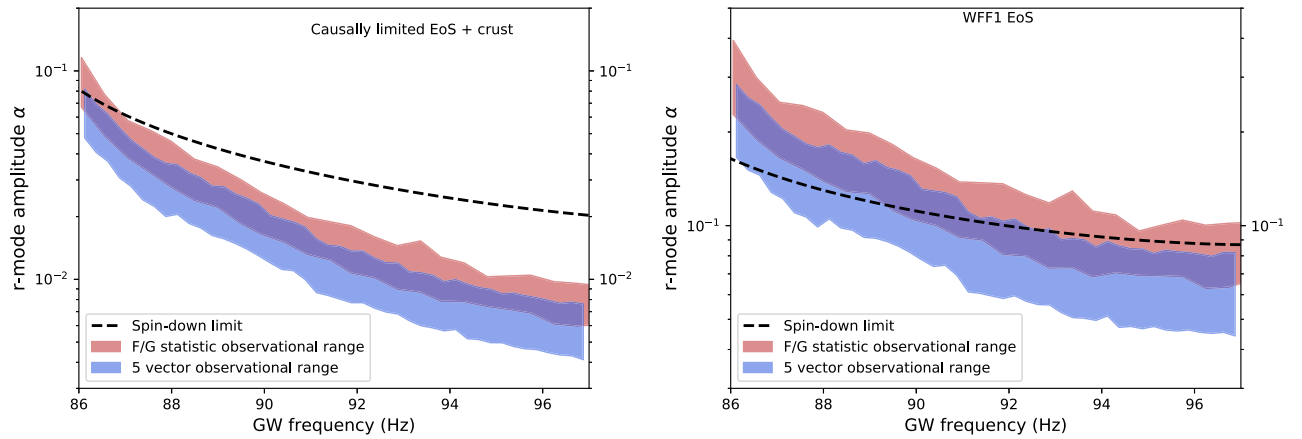 Causally limited EoS + crust
10⁻¹
10⁻¹
10⁻²
10⁻²
r-mode amplitude α
r-mode amplitude α
Spin-down limit
F/G statistic observational range
5 vector observational range
86
88
90
92
94
96
GW frequency (Hz)
WFF1 EoS
10⁻¹
10⁻¹
Spin-down limit
F/G statistic observational range
5 vector observational range
86
88
90
92
94
96
GW frequency (Hz)